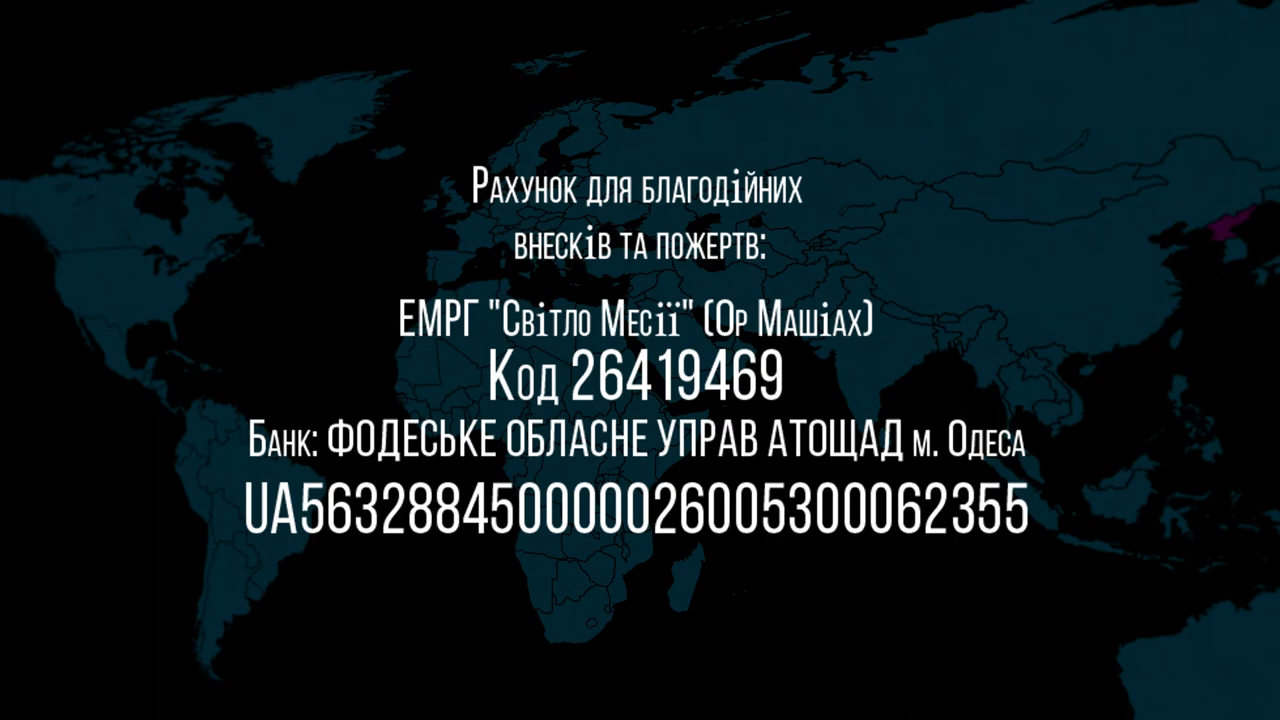 Рахунок для благодійних
внесків та пожертв:
ЕМРГ "Світло Месії" (Ор Машіах)
Код 26419469
Банк: ФОДЕСЬКЕ ОБЛАСНЕ УПРАВ АТОЩАД м. Одеса
UA563288450000026005300062355